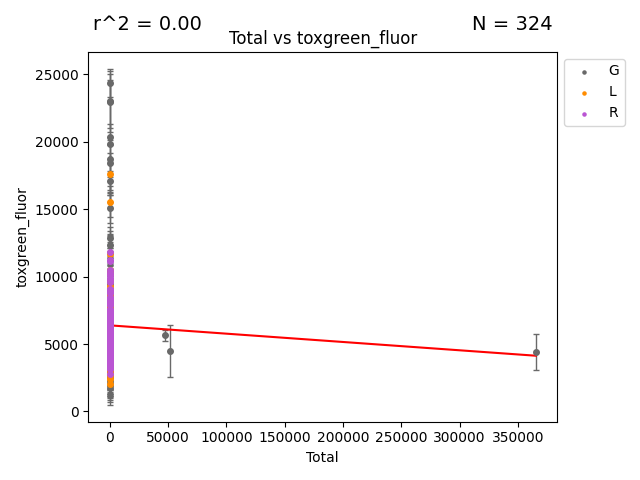 r^2 = 0.00
N = 324
Total vs toxgreen_fluor
G
L
R
toxgreen_fluor
25000
20000
15000
10000
5000
0
0 50000 100000 150000 200000 250000 300000 350000
Total